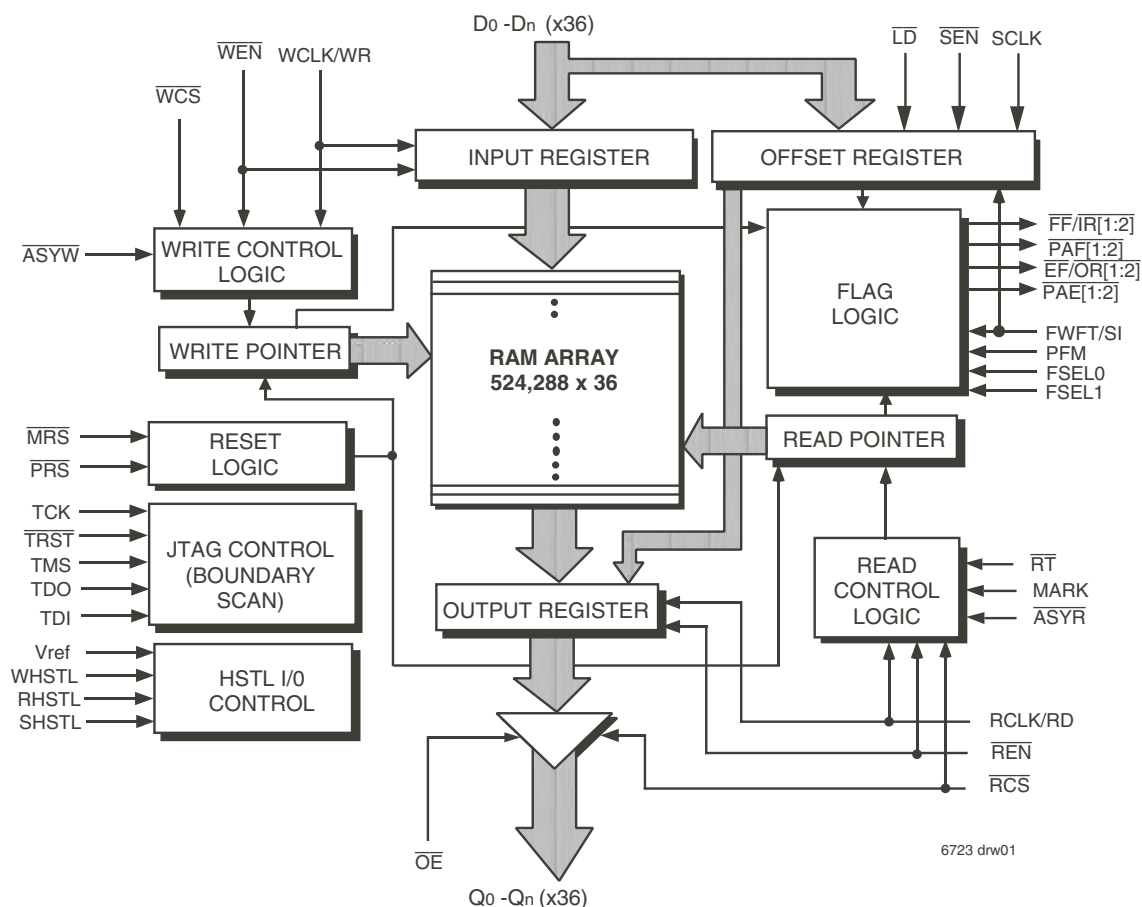 D0 -Dn (x36)
WEN
WCLK/WR
LD
SEN
SCLK
WCS
INPUT REGISTER
OFFSET REGISTER
ASYW
WRITE CONTROL
LOGIC
FF/IR[1:2]
PAF[1:2]
EF/OR[1:2]
PAE[1:2]
FLAG
LOGIC
WRITE POINTER
RAM ARRAY
524,288 x 36
FWFT/SI
PFM
FSEL0
FSEL1
MRS
PRS
RESET
LOGIC
READ POINTER
TCK
TRST
TMS
TDO
TDI
JTAG CONTROL
(BOUNDARY
SCAN)
READ
CONTROL
LOGIC
RT
MARK
ASYR
OUTPUT REGISTER
Vref
WHSTL
RHSTL
SHSTL
HSTL I/0
CONTROL
RCLK/RD
REN
RCS
OE
6723 drw01
Q0 -Qn (x36)